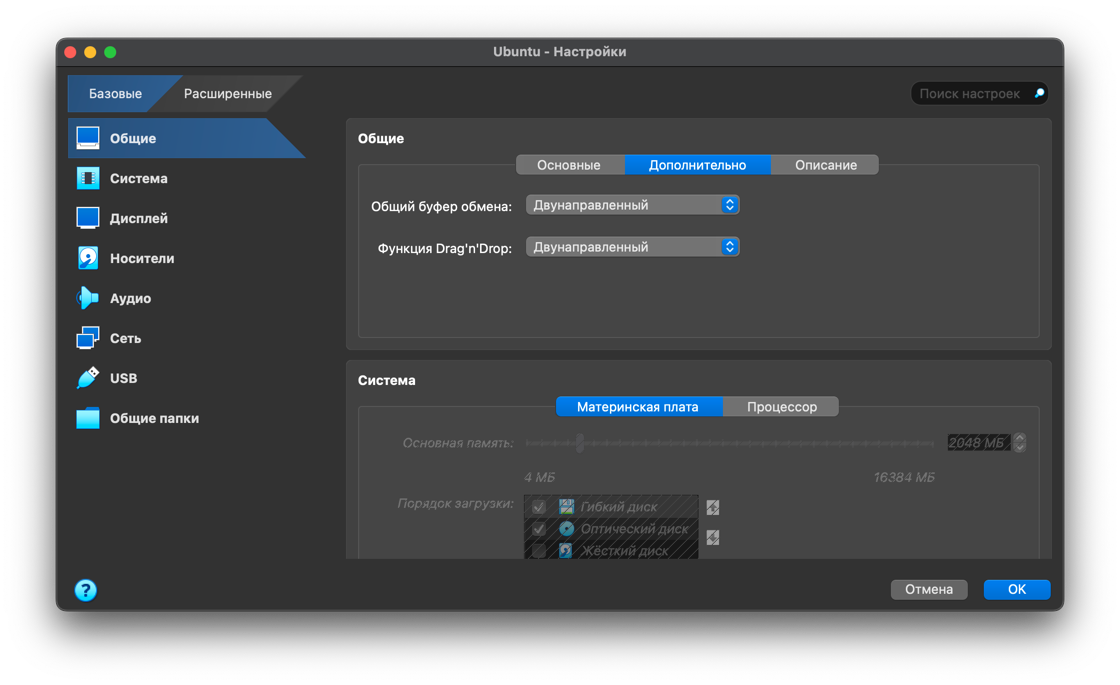 Ubuntu - Настройки
Базовые
Расширенные
Поиск настроек
Общие
Система
Дисплей
Носители
Аудио
Сеть
USB
Общие папки
Общие
Основные
Дополнительно
Описание
Общий буфер обмена: Двунаправленный
Функция Drag'n'Drop: Двунаправленный
Система
Материнская плата
Процессор
Основная память: 2048 МБ
4 МБ 16384 МБ
Порядок загрузки: Гибкий диск
Оптический диск
Жёсткий диск
?
Отмена
OK